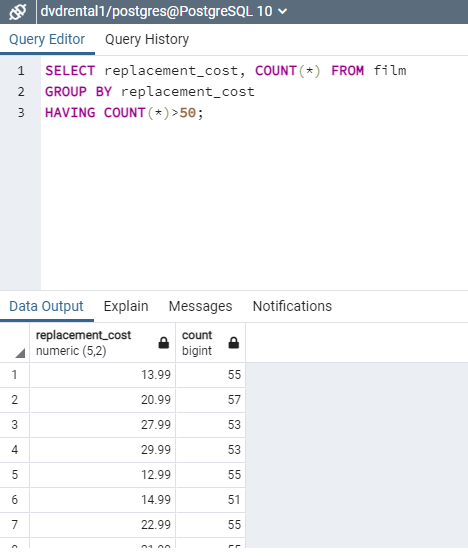 dvdrental1/postgres@PostgreSQL 10
Query Editor Query History
1 SELECT replacement_cost, COUNT(*) FROM film
2 GROUP BY replacement_cost
3 HAVING COUNT(*)>50;
Data Output Explain Messages Notifications
replacement_cost count
numeric (5,2) bigint
1 13.99 55
2 20.99 57
3 27.99 53
4 29.99 53
5 12.99 55
6 14.99 51
7 22.99 55